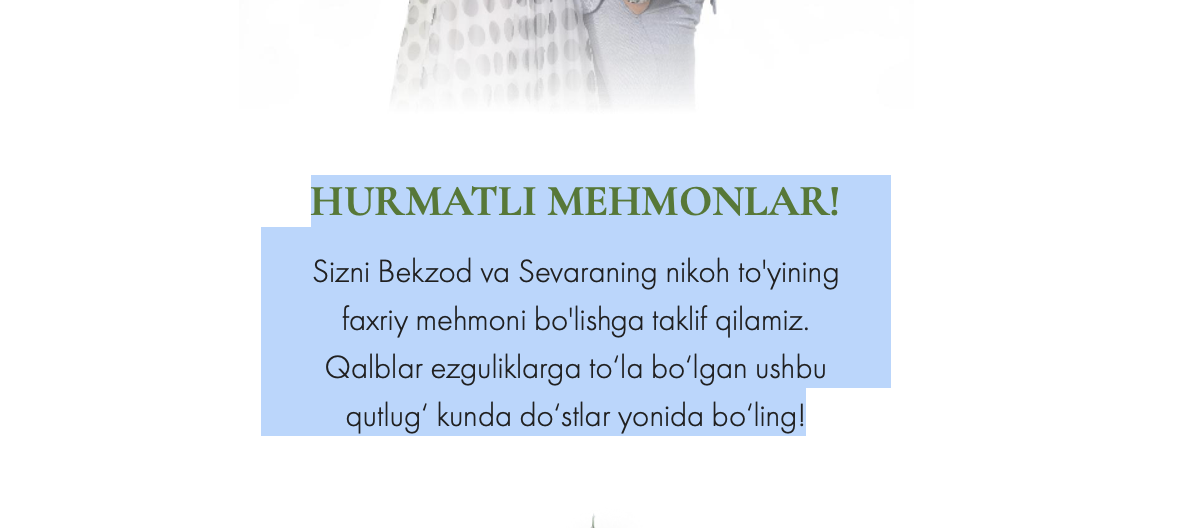 HURMATLI MEHMONLAR!
Sizni Bekzod va Sevaraning nikoh to'yining
faxriy mehmoni bo'lishga taklif qilamiz.
Qalblar ezguliklarga to‘la bo‘lgan ushbu
qutlug‘ kunda do‘stlar yonida bo‘ling!